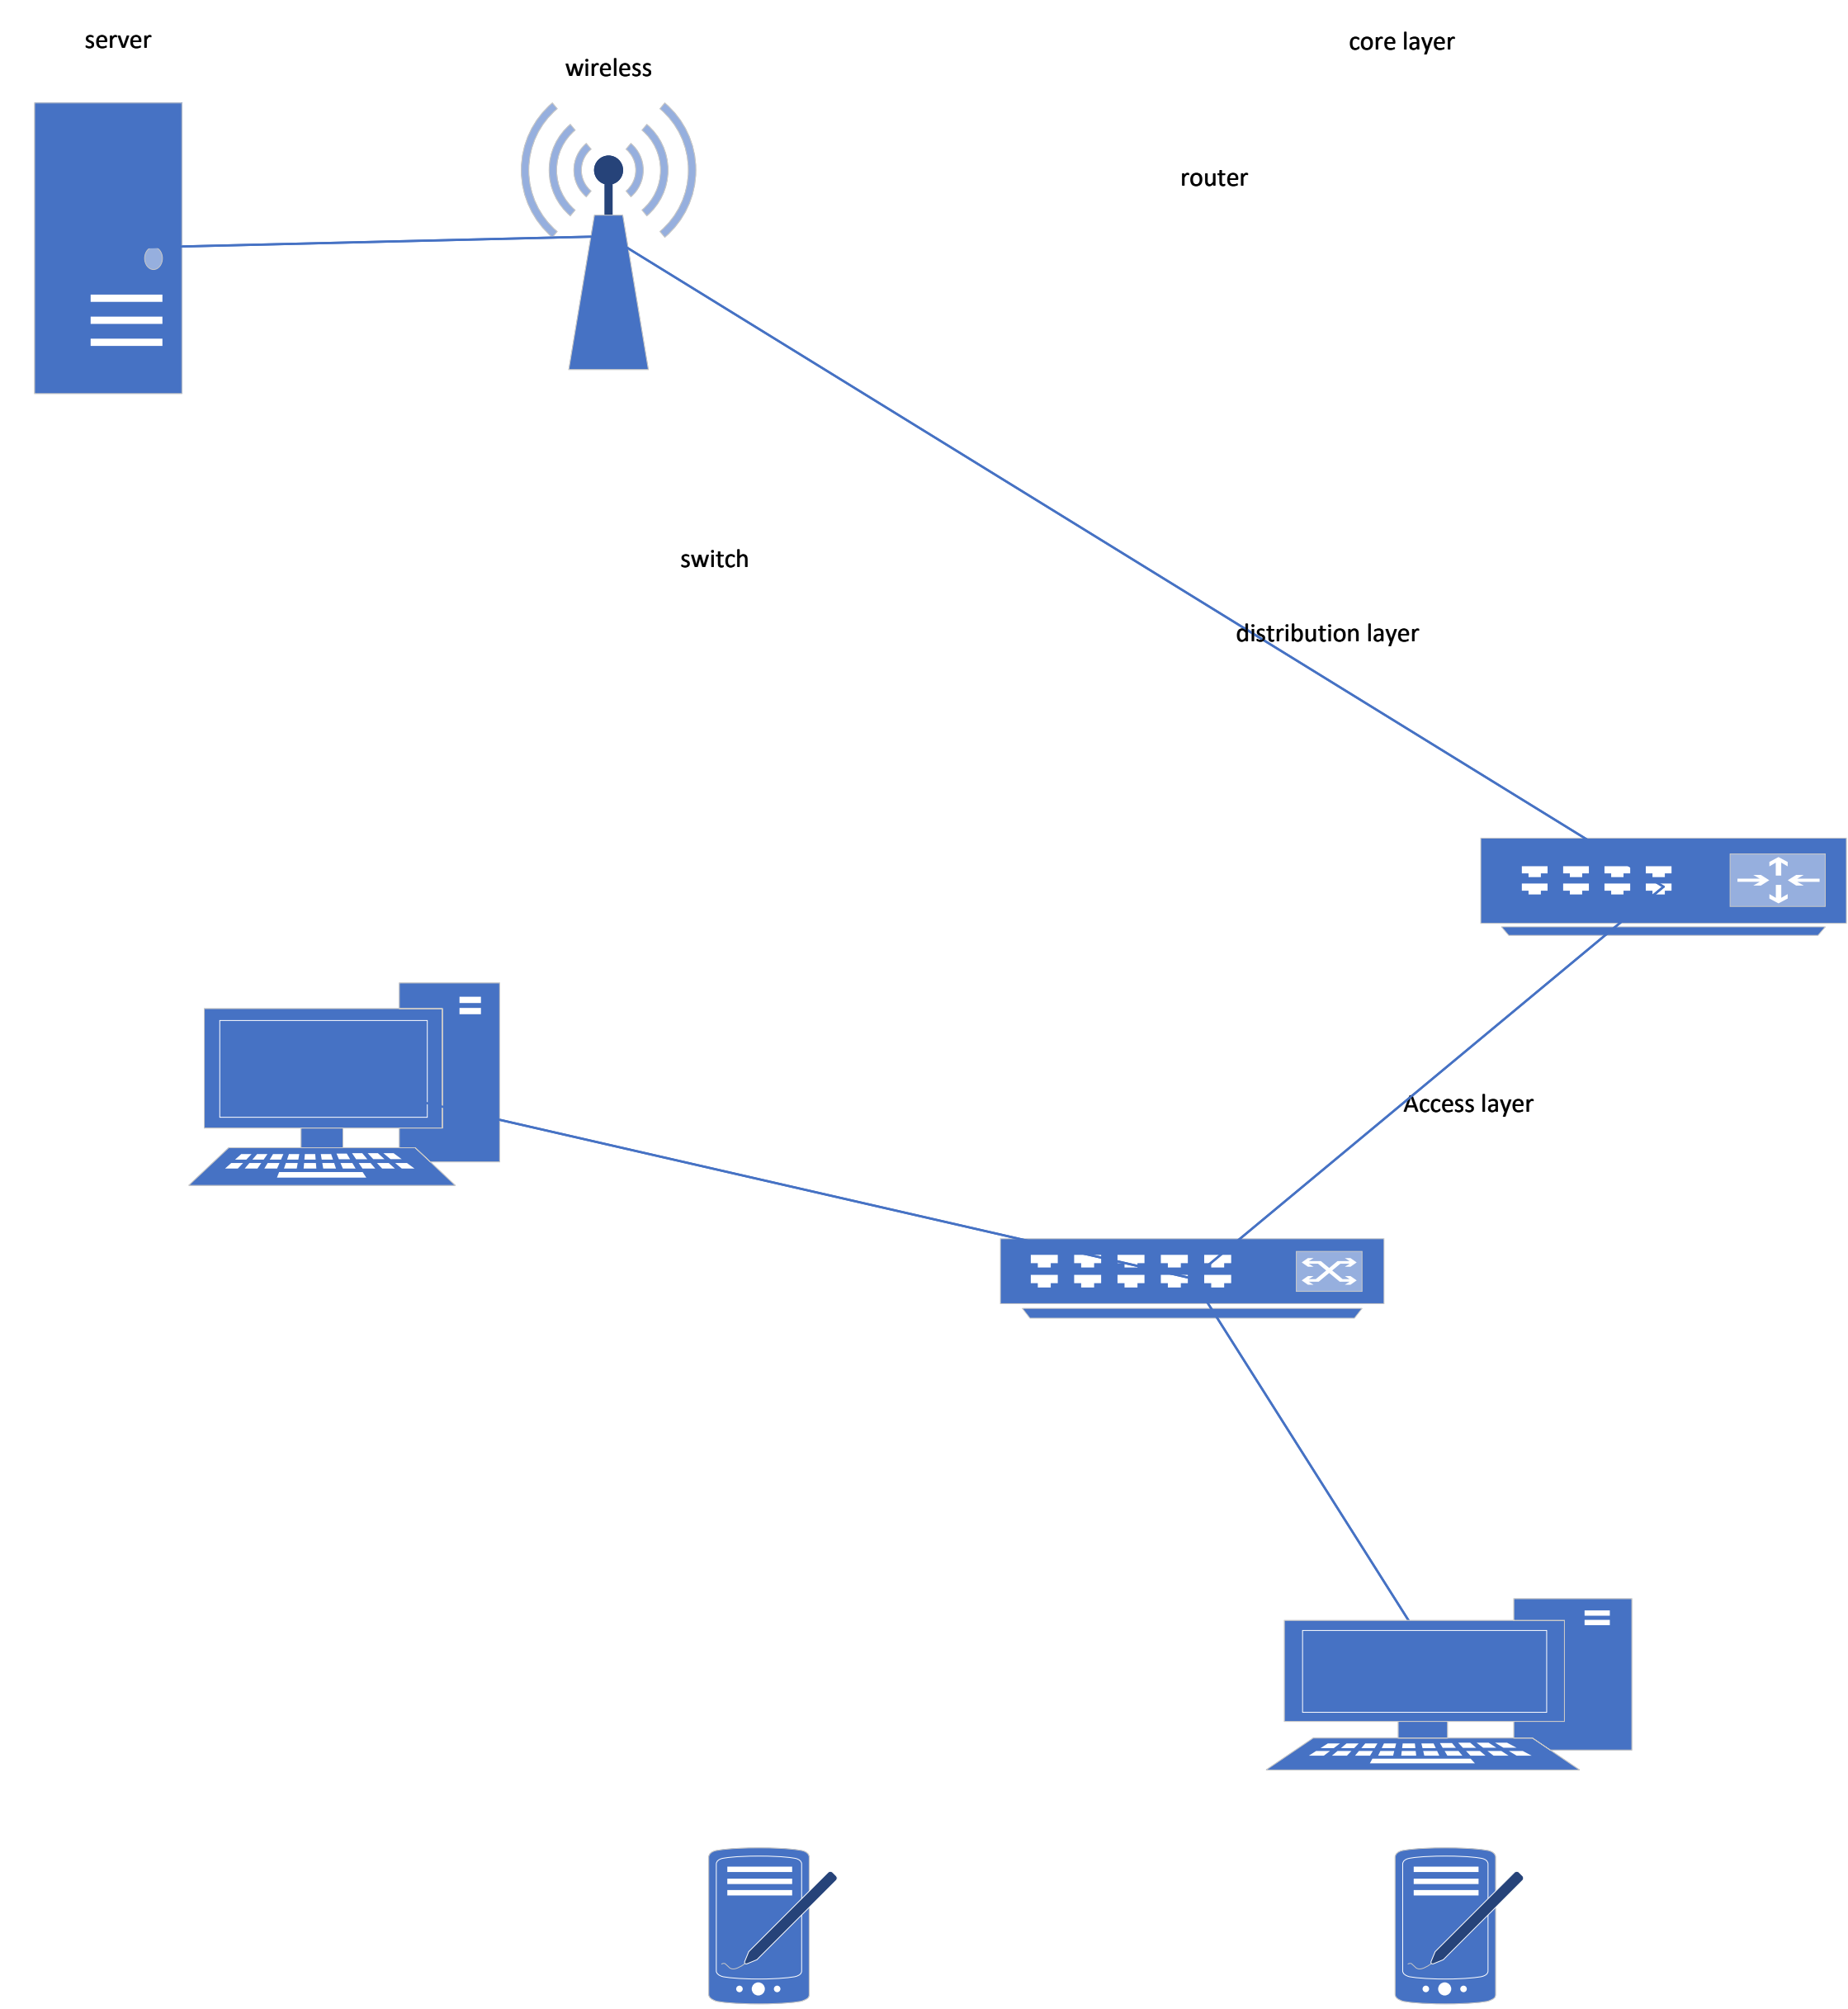 server
core layer
wireless
router
switch
distribution layer
Access layer